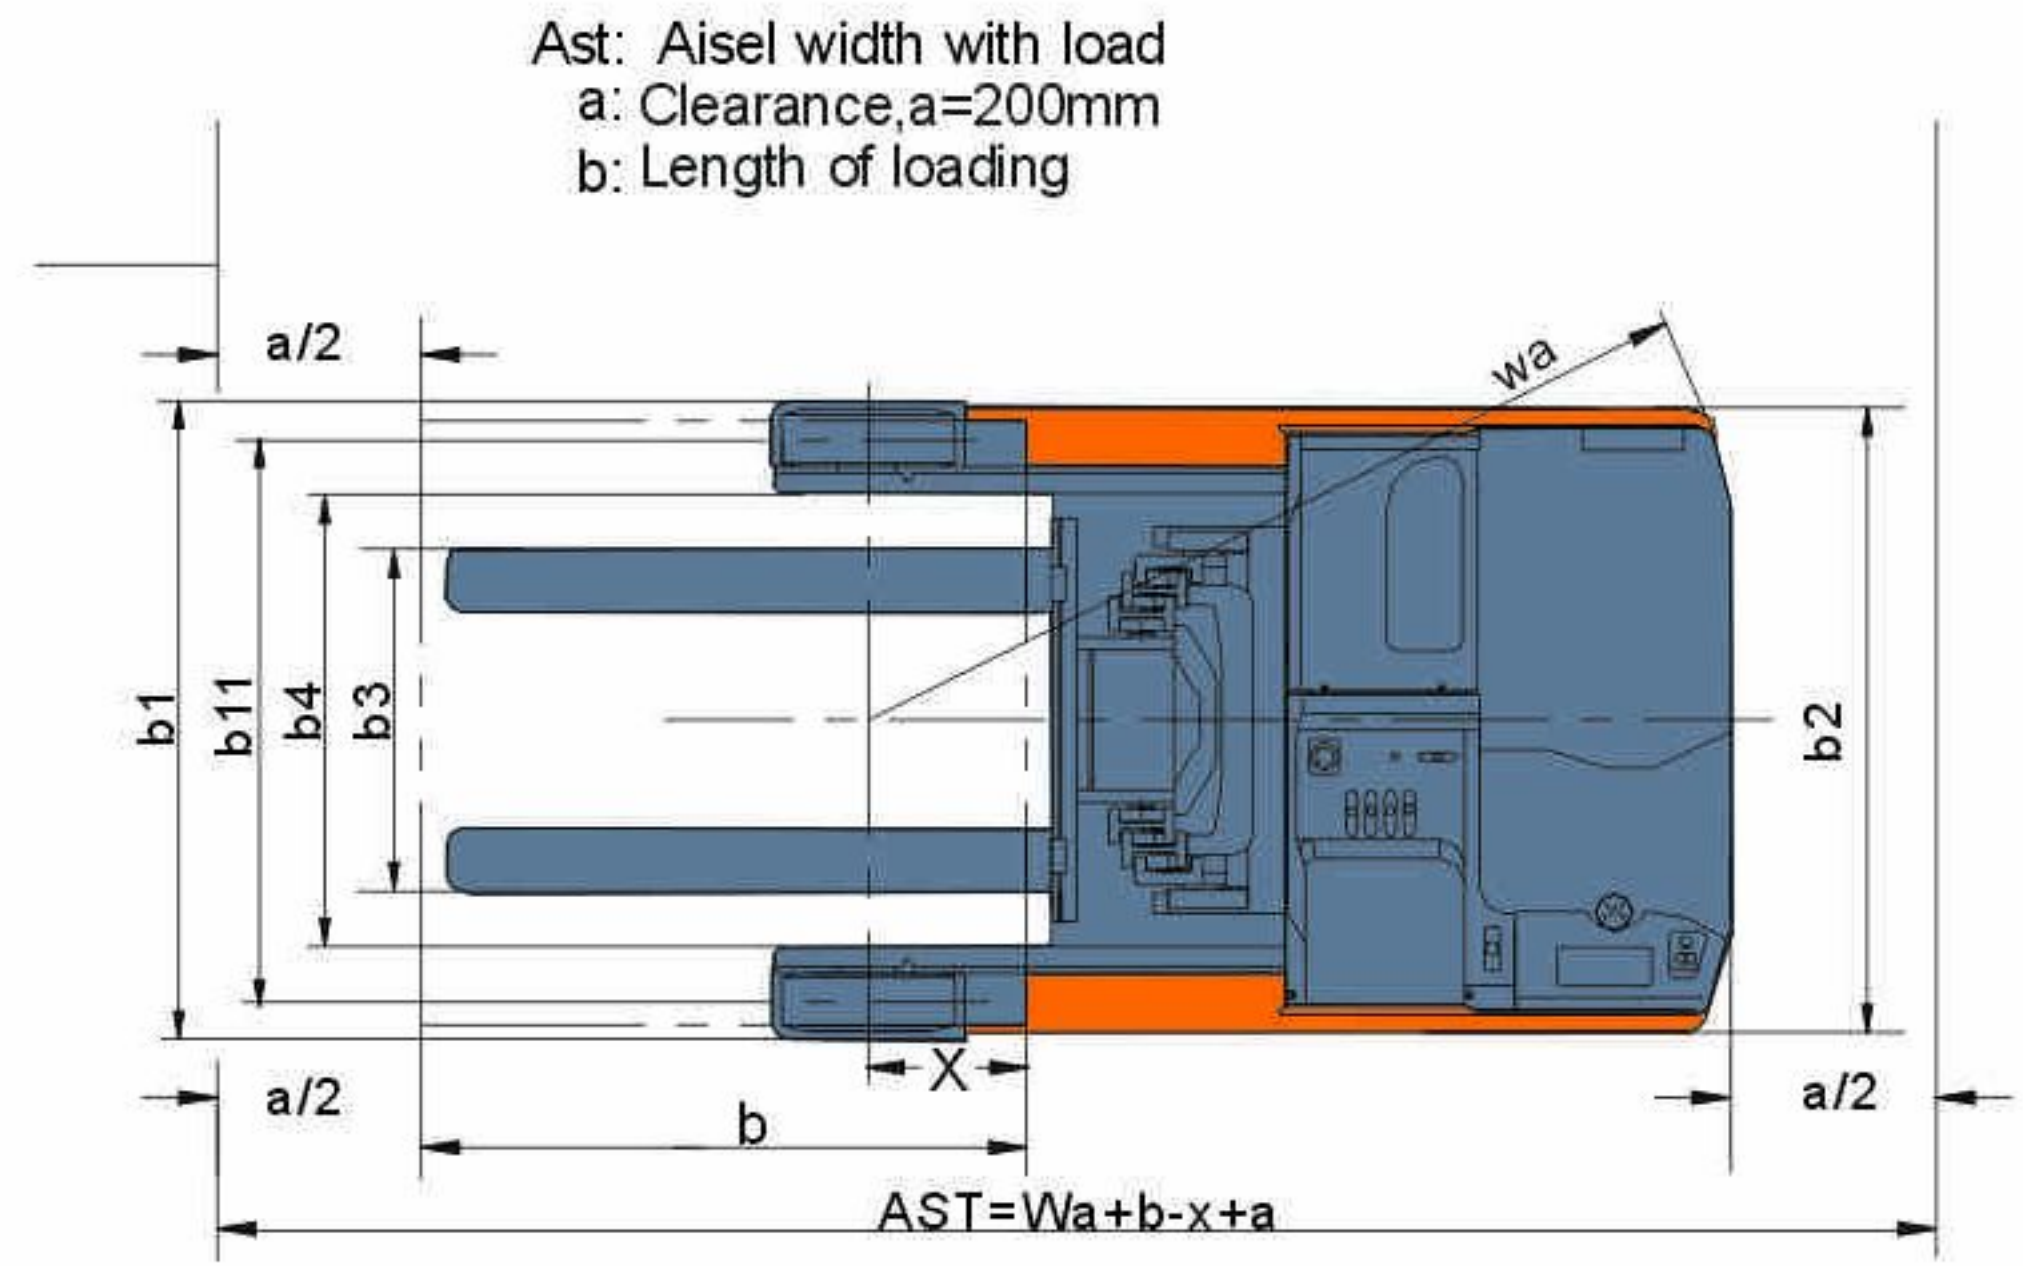 Ast: Aisel width with load
a: Clearance,a=200mm
b: Length of loading
a/2
wa
b1
b11
b4
b3
b2
X
a/2
a/2
b
AST=Wa+b-x+a